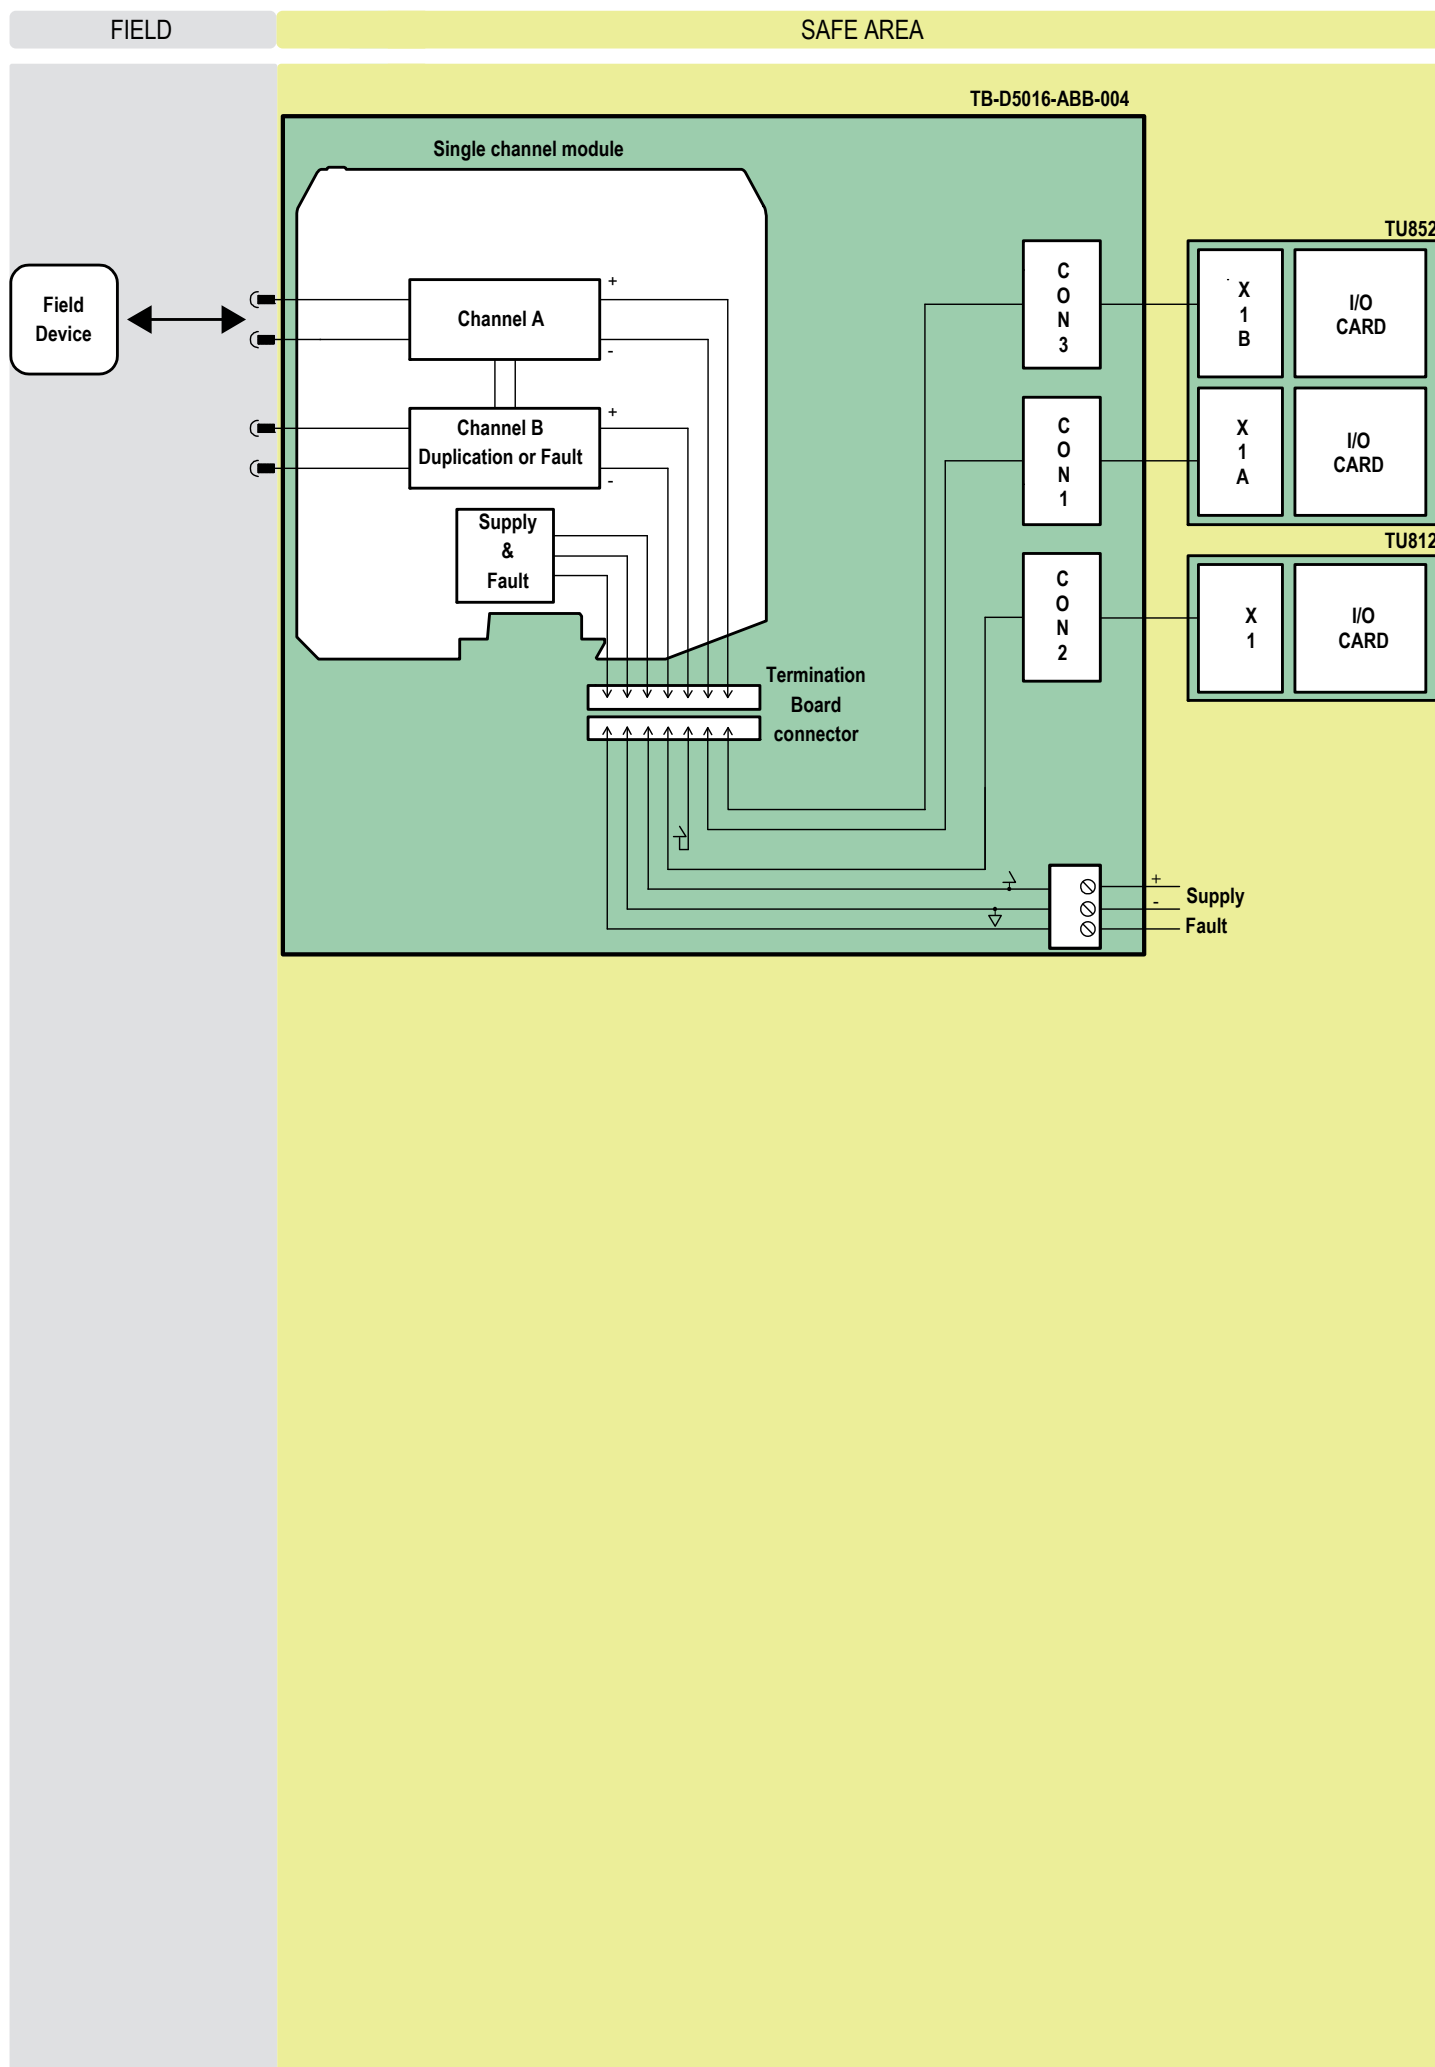 FIELD
SAFE AREA
TB-D5016-ABB-004
Single channel module
TU852
Field
Device
Channel A
+
-
Channel B
Duplication or Fault
+
-
Supply
&
Fault
C
O
N
3
X
1
B
I/O
CARD
C
O
N
1
X
1
A
I/O
CARD
TU812
C
O
N
2
X
1
I/O
CARD
Termination
Board
connector
+
-
Supply
Fault